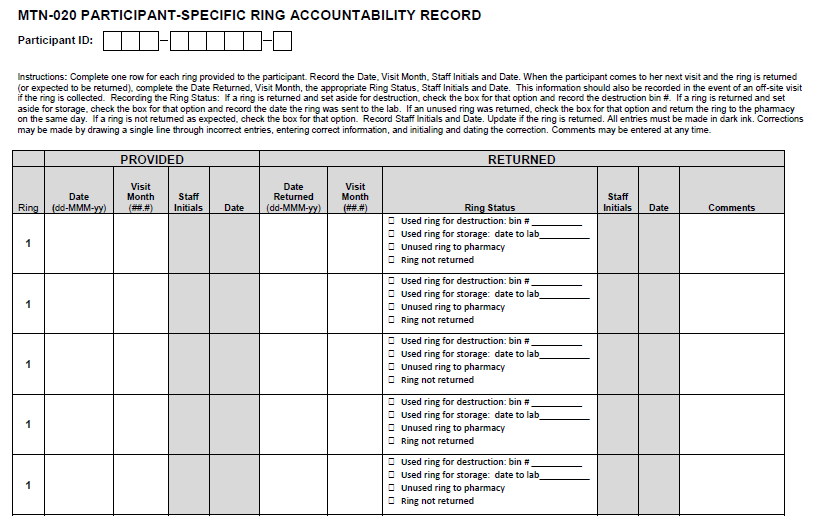 MTN-020 PARTICIPANT-SPECIFIC RING ACCOUNTABILITY RECORD
Participant ID:
Instructions: Complete one row for each ring provided to the participant. Record the Date, Visit Month, Staff Initials and Date. When the participant comes to her next visit and the ring is returned
(or expected to be returned), complete the Date Returned, Visit Month, the appropriate Ring Status, Staff Initials and Date. This information should also be recorded in the event of an off-site visit
if the ring is collected. Recording the Ring Status: If a ring is returned and set aside for destruction, check the box for that option and record the destruction bin #. If a ring is returned and set
aside for storage, check the box for that option and record the date the ring was sent to the lab. If an unused ring was returned, check the box for that option and return the ring to the pharmacy
on the same day. If a ring is not returned as expected, check the box for that option. Record Staff Initials and Date. Update if the ring is returned. All entries must be made in dark ink. Corrections
may be made by drawing a single line through incorrect entries, entering correct information, and initialing and dating the correction. Comments may be entered at any time.
PROVIDED RETURNED
Ring Date (dd-MMM-yy) Visit Month (##.#) Staff Initials Date Date Returned (dd-MMM-yy) Visit Month (##.#) Ring Status Staff Initials Date Comments
1
Used ring for destruction: bin #
Used ring for storage: date to lab
Unused ring to pharmacy
Ring not returned
1
Used ring for destruction: bin #
Used ring for storage: date to lab
Unused ring to pharmacy
Ring not returned
1
Used ring for destruction: bin #
Used ring for storage: date to lab
Unused ring to pharmacy
Ring not returned
1
Used ring for destruction: bin #
Used ring for storage: date to lab
Unused ring to pharmacy
Ring not returned
1
Used ring for destruction: bin #
Used ring for storage: date to lab
Unused ring to pharmacy
Ring not returned